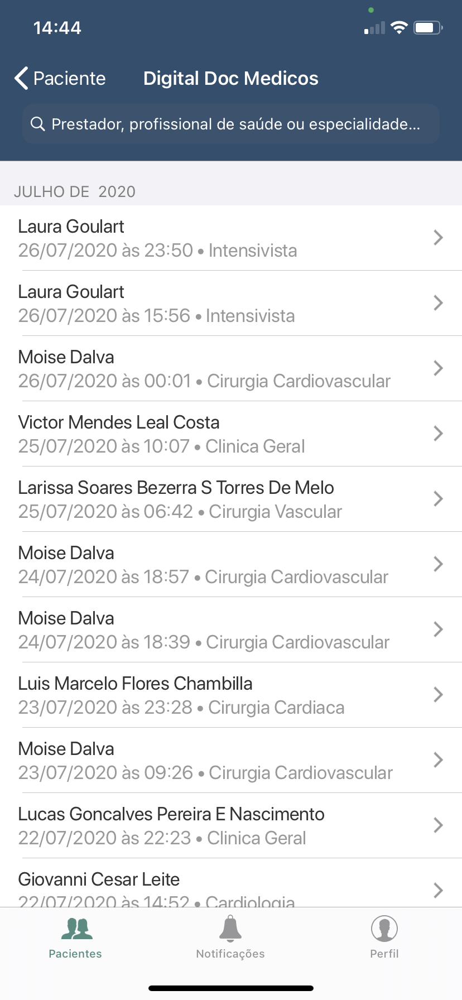 14:44
Paciente
Digital Doc Medicos
Prestador, profissional de saúde ou especialidade...
JULHO DE 2020
Laura Goulart
26/07/2020 às 23:50 • Intensivista
Laura Goulart
26/07/2020 às 15:56 • Intensivista
Moise Dalva
26/07/2020 às 00:01 • Cirurgia Cardiovascular
Victor Mendes Leal Costa
25/07/2020 às 10:07 • Clinica Geral
Larissa Soares Bezerra S Torres De Melo
25/07/2020 às 06:42 • Cirurgia Vascular
Moise Dalva
24/07/2020 às 18:57 • Cirurgia Cardiovascular
Moise Dalva
24/07/2020 às 18:39 • Cirurgia Cardiovascular
Luis Marcelo Flores Chambilla
23/07/2020 às 23:28 • Cirurgia Cardiaca
Moise Dalva
23/07/2020 às 09:26 • Cirurgia Cardiovascular
Lucas Goncalves Pereira E Nascimento
22/07/2020 às 22:23 • Clinica Geral
Giovanni Cesar Leite
22/07/2020 às 14:52 • Cardiologia
Pacientes
Notificações
Perfil